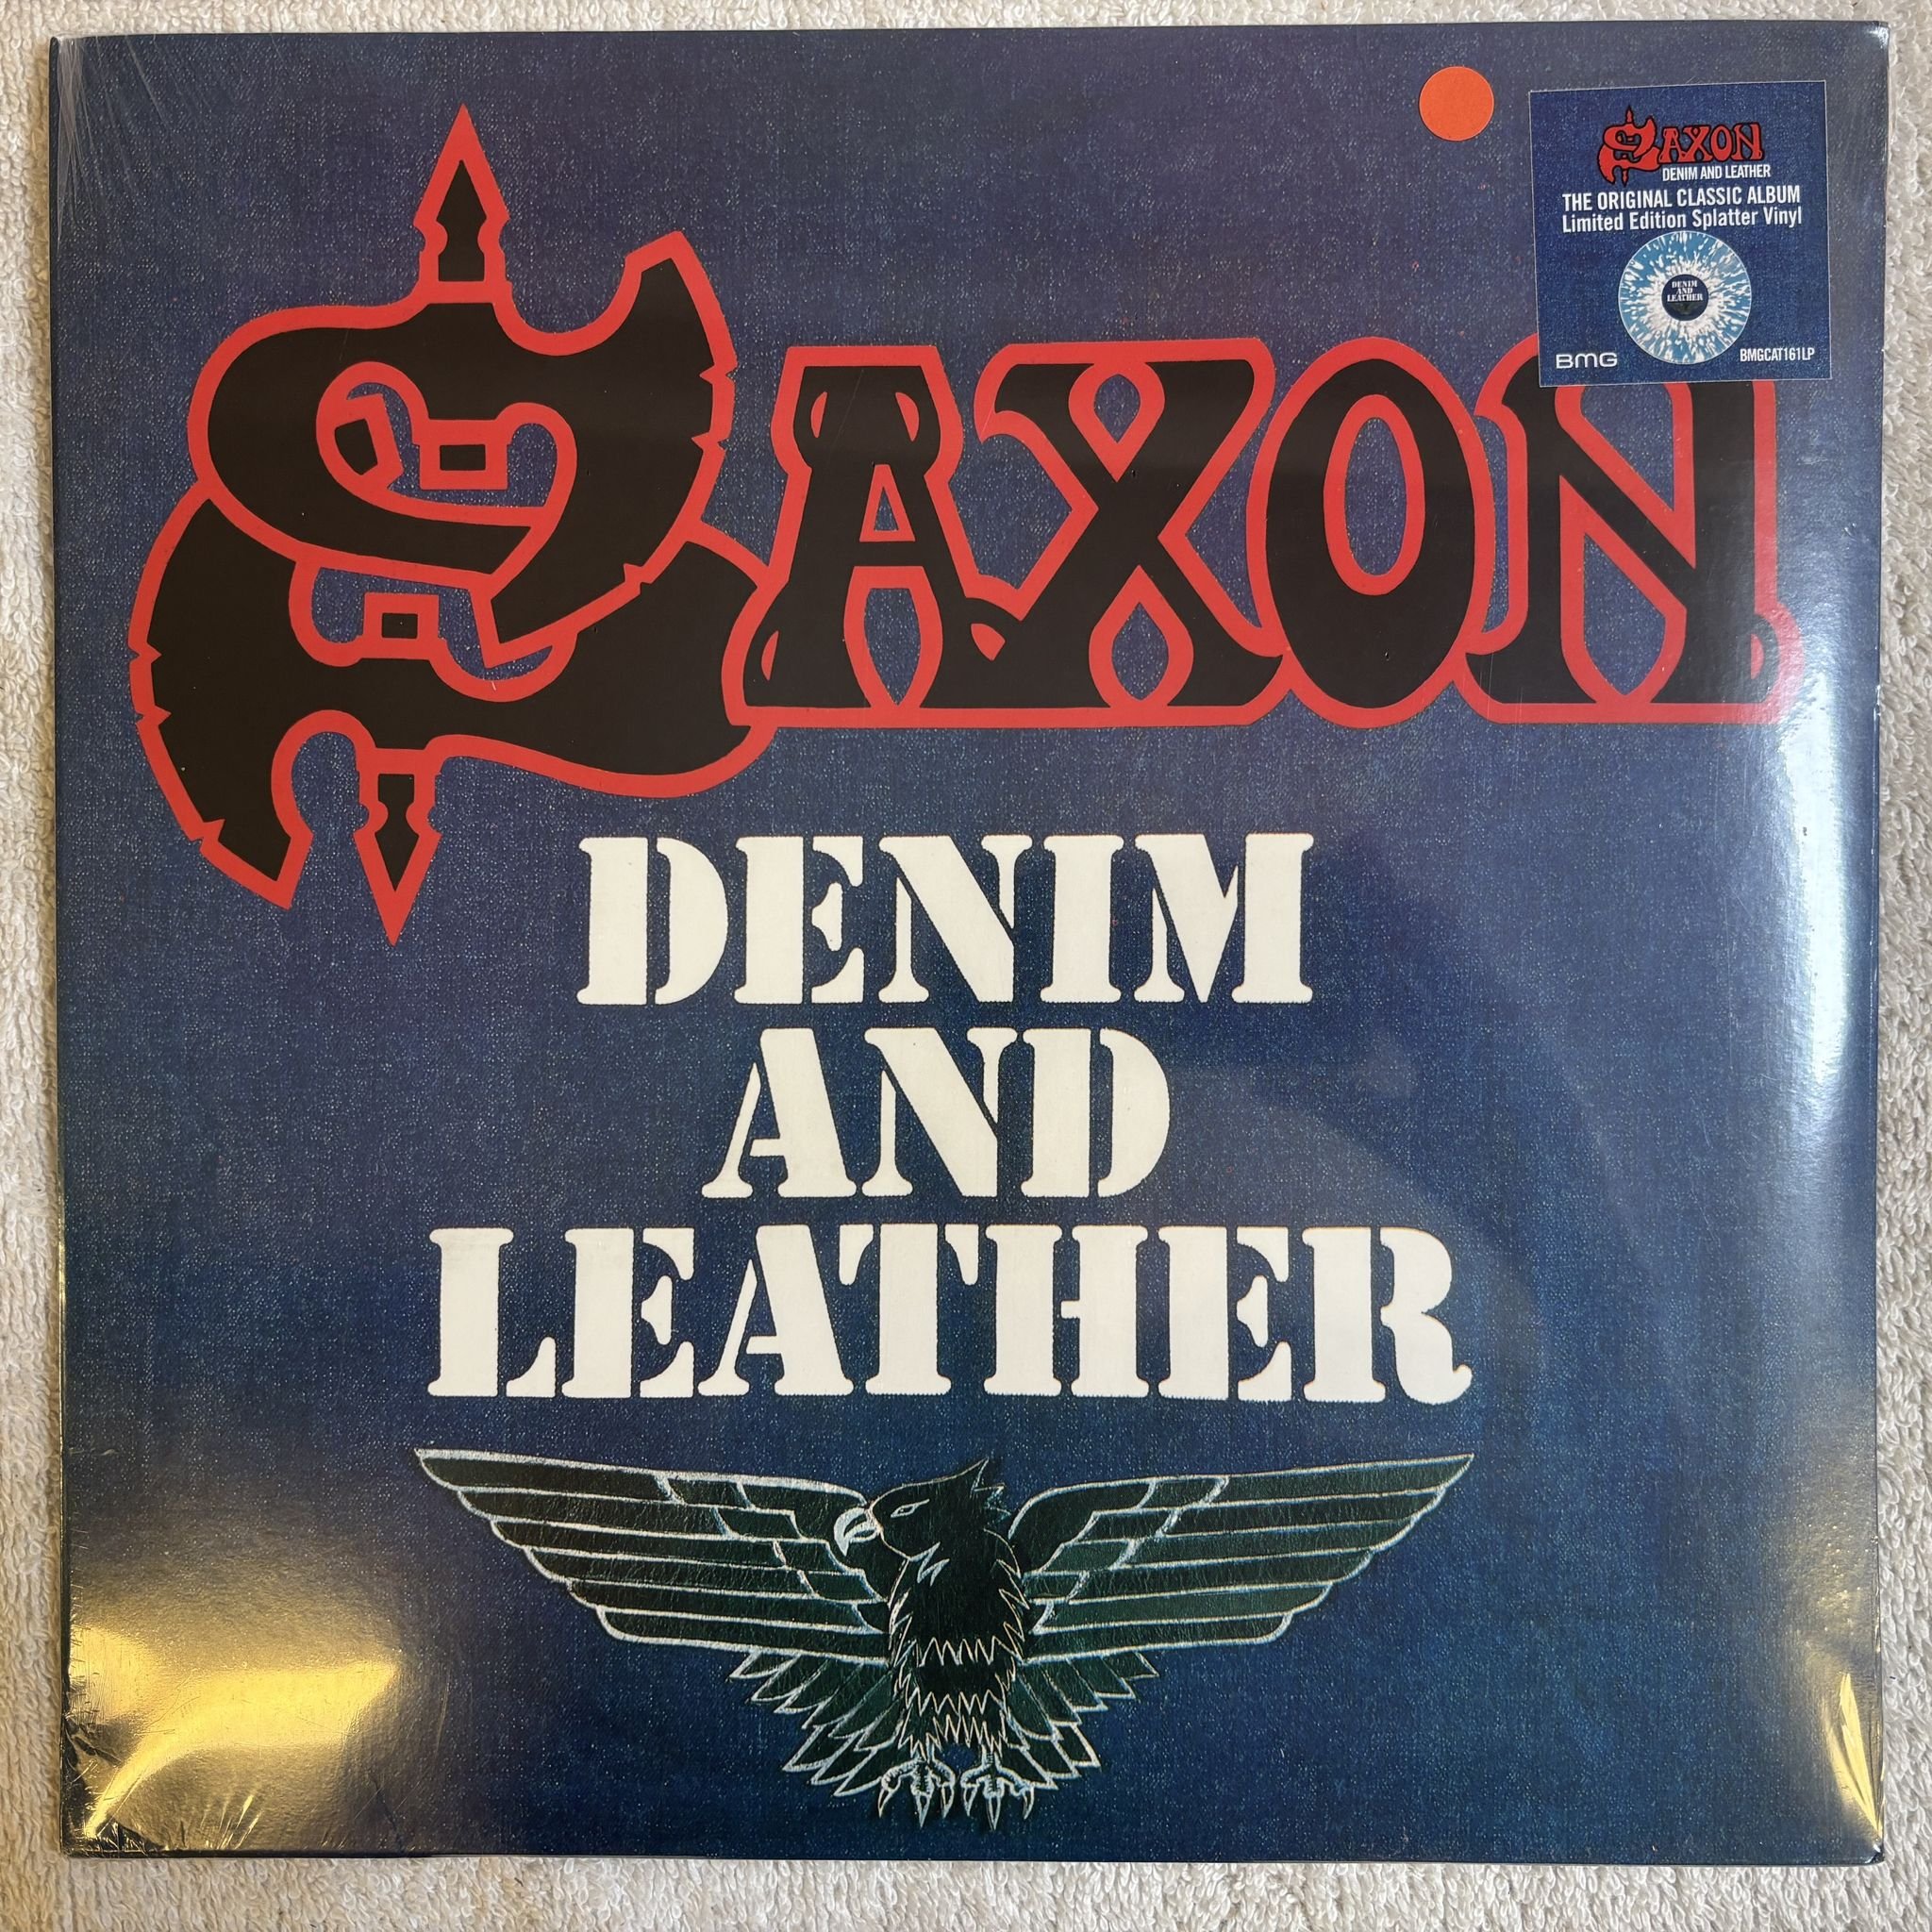 SAXON
DENIM
AND
LEATHER
SAXON
DENIM AND LEATHER
THE ORIGINAL CLASSIC ALBUM
Limited Edition Splatter Vinyl
DENIM
AND
LEATHER
BMG
BMGCAT161LP